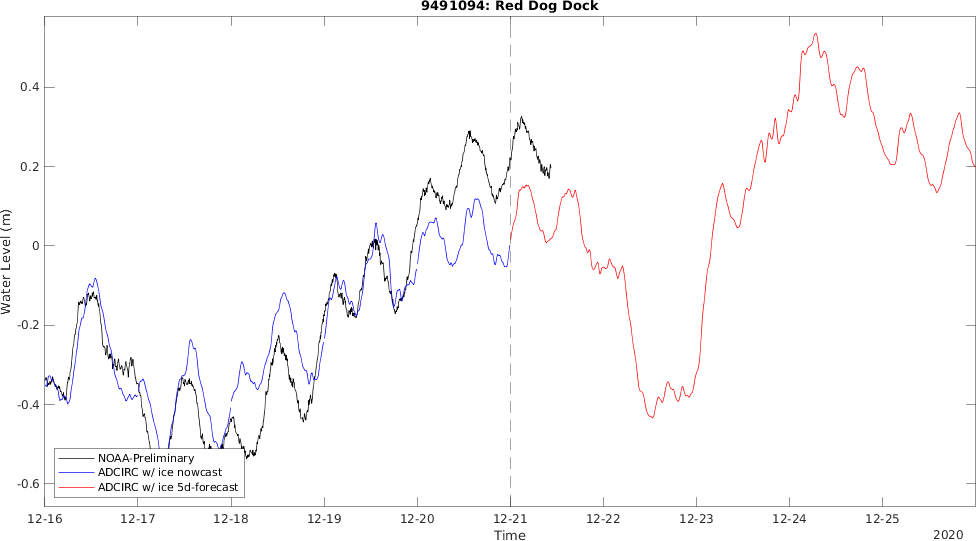 9491094: Red Dog Dock
Water Level (m)
0.4
0.2
0
-0.2
-0.4
-0.6
NOAA-Preliminary
ADCIRC w/ ice nowcast
ADCIRC w/ ice 5d-forecast
12-16 12-17 12-18 12-19 12-20 12-21 12-22 12-23 12-24 12-25
Time
2020